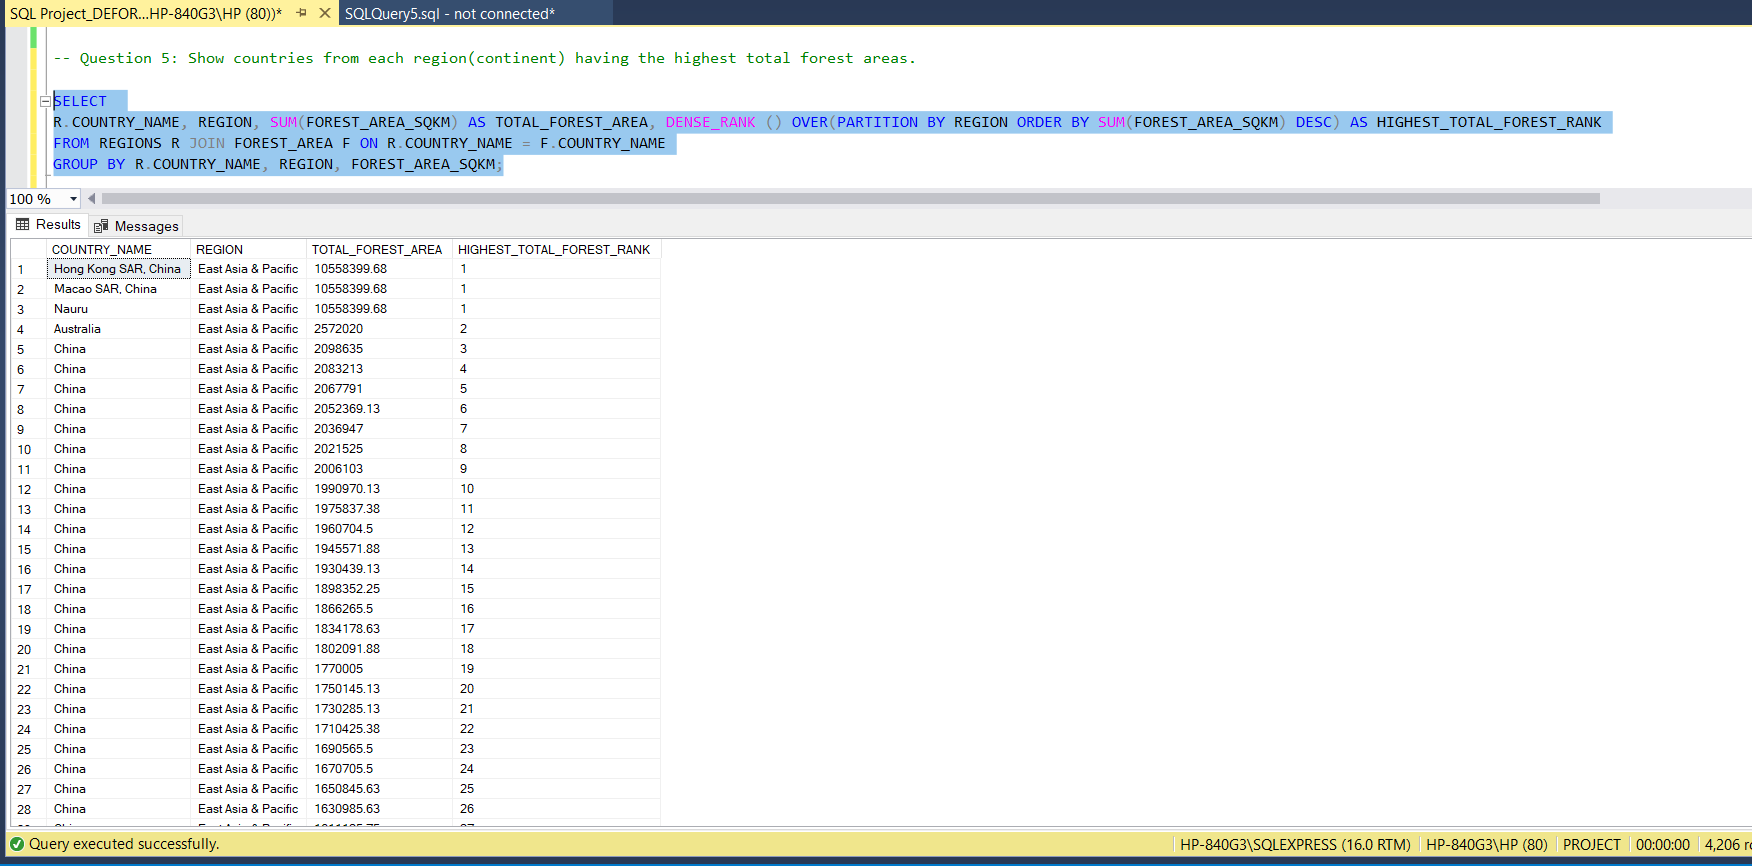 SQL Project_DEFOR...HP-840G3\HP (80))* SQLQuery5.sql - not connected*
-- Question 5: Show countries from each region(continent) having the highest total forest areas.
SELECT
R.COUNTRY_NAME, REGION, SUM(FOREST_AREA_SQKM) AS TOTAL_FOREST_AREA, DENSE_RANK () OVER(PARTITION BY REGION ORDER BY SUM(FOREST_AREA_SQKM) DESC) AS HIGHEST_TOTAL_FOREST_RANK
FROM REGIONS R JOIN FOREST_AREA F ON R.COUNTRY_NAME = F.COUNTRY_NAME
GROUP BY R.COUNTRY_NAME, REGION, FOREST_AREA_SQKM;
100 %
Results Messages
COUNTRY_NAME REGION TOTAL_FOREST_AREA HIGHEST_TOTAL_FOREST_RANK
1 Hong Kong SAR, China East Asia & Pacific 10558399.68 1
2 Macao SAR, China East Asia & Pacific 10558399.68 1
3 Nauru East Asia & Pacific 10558399.68 1
4 Australia East Asia & Pacific 2572020 2
5 China East Asia & Pacific 2098635 3
6 China East Asia & Pacific 2083213 4
7 China East Asia & Pacific 2067791 5
8 China East Asia & Pacific 2052369.13 6
9 China East Asia & Pacific 2036947 7
10 China East Asia & Pacific 2021525 8
11 China East Asia & Pacific 2006103 9
12 China East Asia & Pacific 1990970.13 10
13 China East Asia & Pacific 1975837.38 11
14 China East Asia & Pacific 1960704.5 12
15 China East Asia & Pacific 1945571.88 13
16 China East Asia & Pacific 1930439.13 14
17 China East Asia & Pacific 1898352.25 15
18 China East Asia & Pacific 1866265.5 16
19 China East Asia & Pacific 1834178.63 17
20 China East Asia & Pacific 1802091.88 18
21 China East Asia & Pacific 1770005 19
22 China East Asia & Pacific 1750145.13 20
23 China East Asia & Pacific 1730285.13 21
24 China East Asia & Pacific 1710425.38 22
25 China East Asia & Pacific 1690565.5 23
26 China East Asia & Pacific 1670705.5 24
27 China East Asia & Pacific 1650845.63 25
28 China East Asia & Pacific 1630985.63 26
Query executed successfully. HP-840G3\SQLEXPRESS (16.0 RTM) HP-840G3\HP (80) PROJECT 00:00:00 4,206